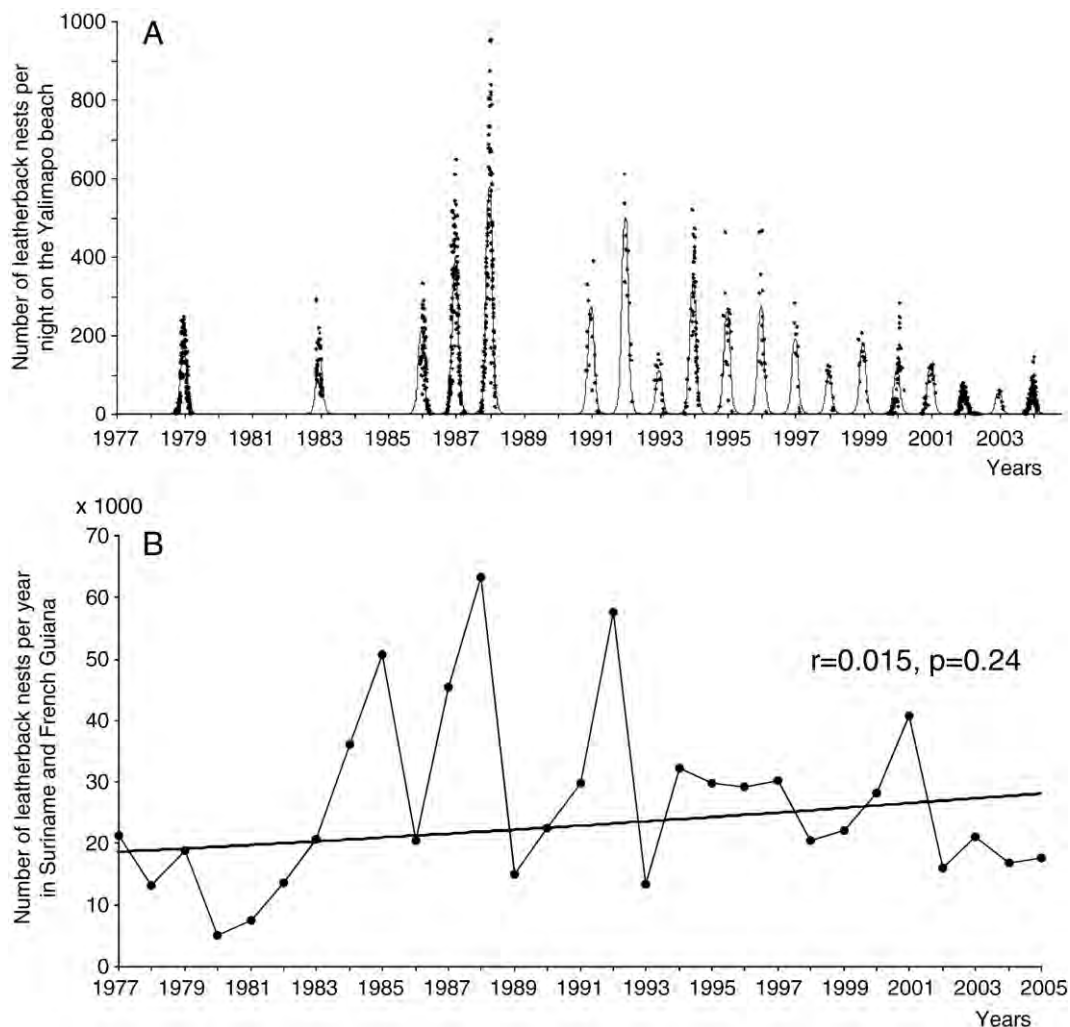 A
Number of leatherback nests per
night on the Yalimapo beach
1000
800
600
400
200
0
1977 1979 1981 1983 1985 1987 1989 1991 1993 1995 1997 1999 2001 2003
Years
x 1000
B
Number of leatherback nests per year
in Suriname and French Guiana
70
60
50
40
30
20
10
0
r=0.015, p=0.24
1977 1979 1981 1983 1985 1987 1989 1991 1993 1995 1997 1999 2001 2003 2005
Years